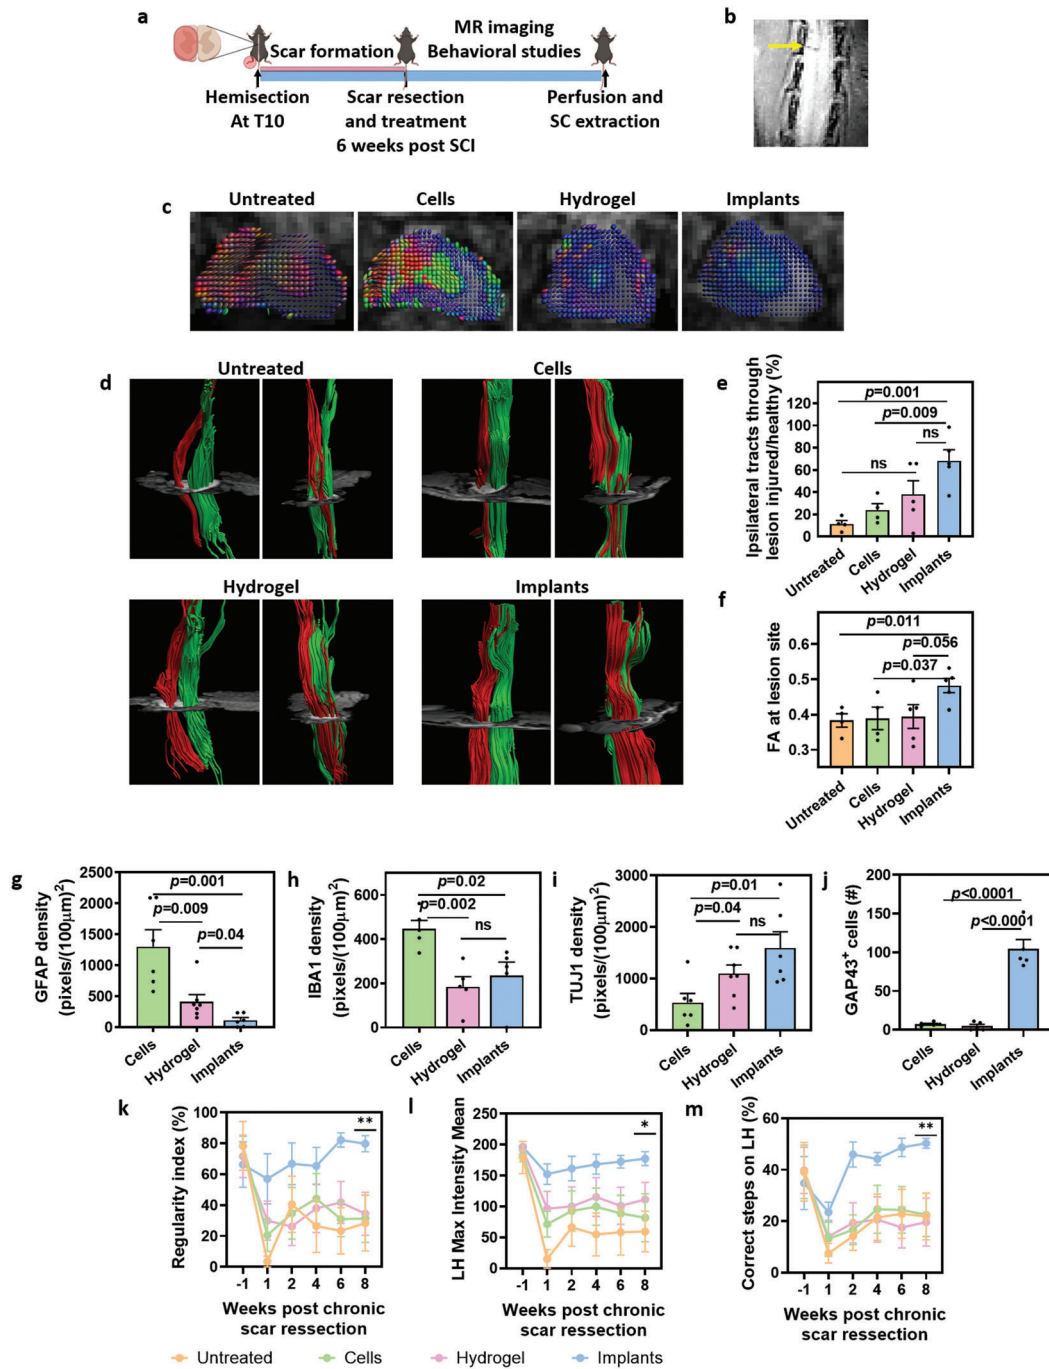 a
b
MR imaging
Scar formation
Behavioral studies
Hemisection
At T10
Scar resection
and treatment
6 weeks post SCI
Perfusion and
SC extraction
c
Untreated
Cells
Hydrogel
Implants
d
Untreated
Cells
Hydrogel
Implants
e
Ipsilateral tracts through
lesion injured/healthy (%)
120
100
80
60
40
20
0
p=0.001
p=0.009
ns
ns
Untreated
Cells
Hydrogel
Implants
f
FA at lesion site
0.6
0.5
0.4
0.3
p=0.011
p=0.056
p=0.037
Untreated
Cells
Hydrogel
Implants
g
GFAP density
(pixels/(100μm)²
2500
2000
1500
1000
500
0
p=0.001
p=0.009
p=0.04
Cells
Hydrogel
Implants
h
IBA1 density
(pixels/(100μm)²
600
400
200
0
p=0.02
p=0.002
ns
Cells
Hydrogel
Implants
i
TUJ1 density
(pixels/(100μm)²
3000
2000
1000
0
p=0.01
p=0.04
ns
Cells
Hydrogel
Implants
j
GAP43⁺ cells (#)
200
150
100
50
0
p<0.0001
p<0.0001
Cells
Hydrogel
Implants
k
Regularity index (%)
100
80
60
40
20
0
**
-1 1 2 4 6 8
Weeks post chronic
scar ressection
l
LH Max Intensity Mean
250
200
150
100
50
0
*
-1 1 2 4 6 8
Weeks post chronic
scar ressection
m
Correct steps on LH (%)
60
40
20
0
**
-1 1 2 4 6 8
Weeks post chronic
scar ressection
Untreated
Cells
Hydrogel
Implants